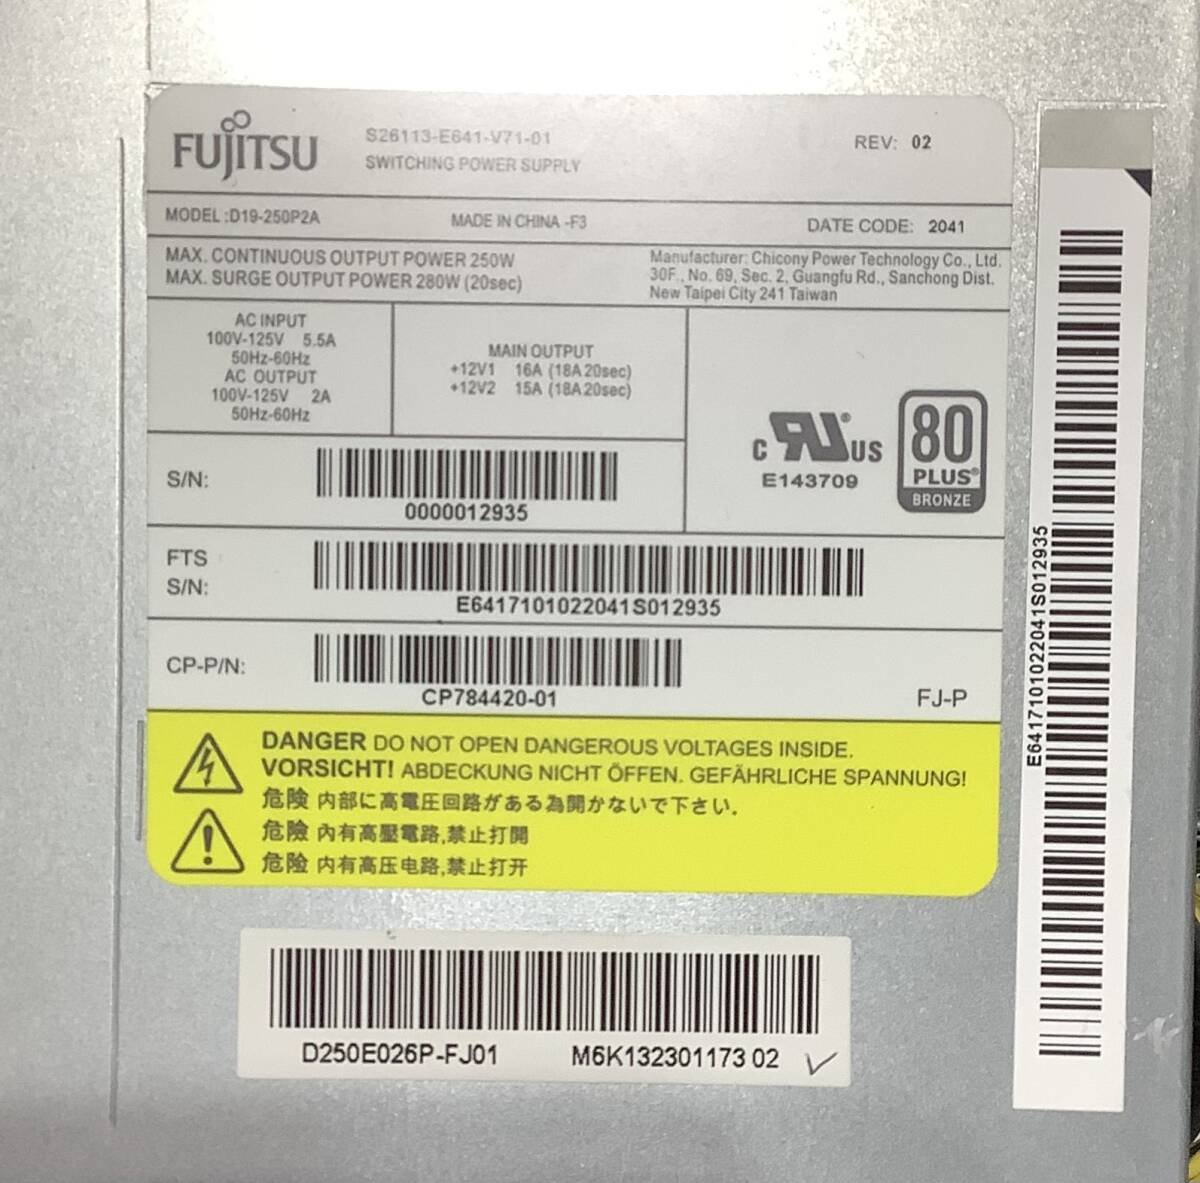 FUJITSU
S26113-E641-V71-01
SWITCHING POWER SUPPLY
REV: 02
MODEL :D19-250P2A
MADE IN CHINA -F3
DATE CODE: 2041
MAX. CONTINUOUS OUTPUT POWER 250W
MAX. SURGE OUTPUT POWER 280W (20sec)
Manufacturer: Chicony Power Technology Co., Ltd.
30F., No. 69, Sec. 2, Guangfu Rd., Sanchong Dist.
New Taipei City 241 Taiwan
AC INPUT
100V-125V 5.5A
50Hz-60Hz
AC OUTPUT
100V-125V 2A
50Hz-60Hz
MAIN OUTPUT
+12V1 16A (18A 20sec)
+12V2 15A (18A 20sec)
c RU® US
E143709
80
PLUS®
BRONZE
S/N:
0000012935
FTS
S/N:
E6417101022041S012935
CP-P/N:
CP784420-01
FJ-P
DANGER DO NOT OPEN DANGEROUS VOLTAGES INSIDE.
VORSICHT! ABDECKUNG NICHT ÖFFEN. GEFÄHRLICHE SPANNUNG!
危険 内部に高電圧回路がある為開かないで下さい.
危險 內有高壓電路,禁止打開
危险 内有高压电路,禁止打开
D250E026P-FJ01 M6K132301173 02
E6417101022041S012935